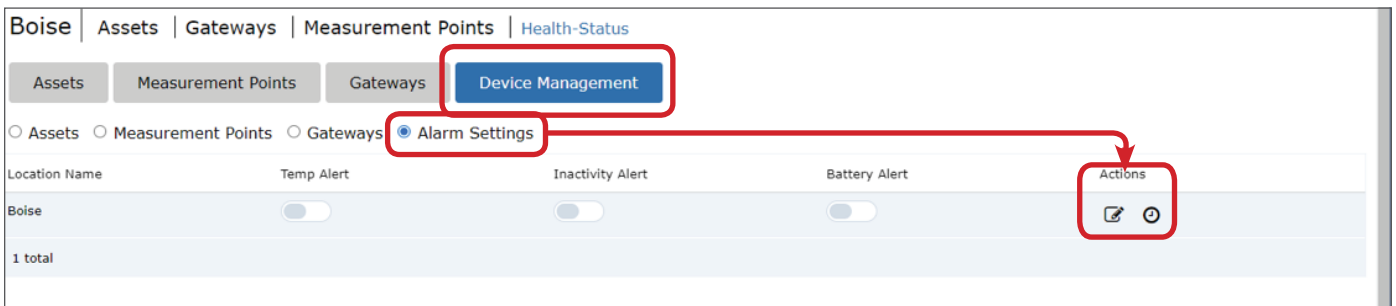 Boise | Assets | Gateways | Measurement Points | Health-Status
Assets Measurement Points Gateways Device Management
Assets Measurement Points Gateways Alarm Settings
Location Name Temp Alert Inactivity Alert Battery Alert Actions
Boise
1 total